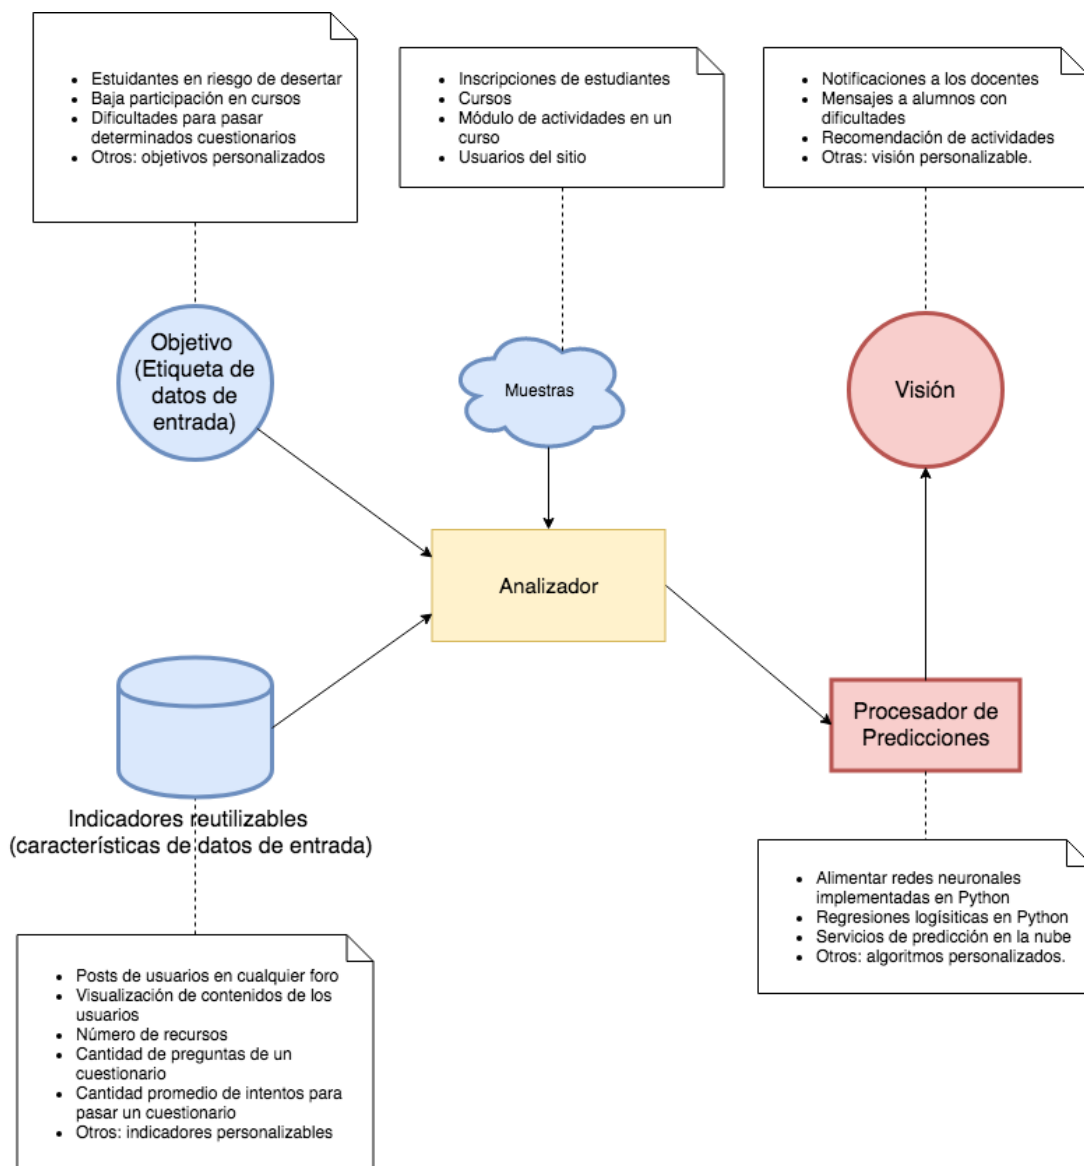 • Estuidantes en riesgo de desertar
• Baja participación en cursos
• Dificultades para pasar
determinados cuestionarios
• Otros: objetivos personalizados
• Inscripciones de estudiantes
• Cursos
• Módulo de actividades en un
curso
• Usuarios del sitio
• Notificaciones a los docentes
• Mensajes a alumnos con
dificultades
• Recomendación de actividades
• Otras: visión personalizable.
Objetivo
(Etiqueta de
datos de
entrada)
Muestras
Visión
Analizador
Procesador de
Predicciones
Indicadores reutilizables
(características de datos de entrada)
• Alimentar redes neuronales
implementadas en Python
• Regresiones logísiticas en Python
• Servicios de predicción en la nube
• Otros: algoritmos personalizados.
• Posts de usuarios en cualquier foro
• Visualización de contenidos de los
usuarios
• Número de recursos
• Cantidad de preguntas de un
cuestionario
• Cantidad promedio de intentos para
pasar un cuestionario
• Otros: indicadores personalizables